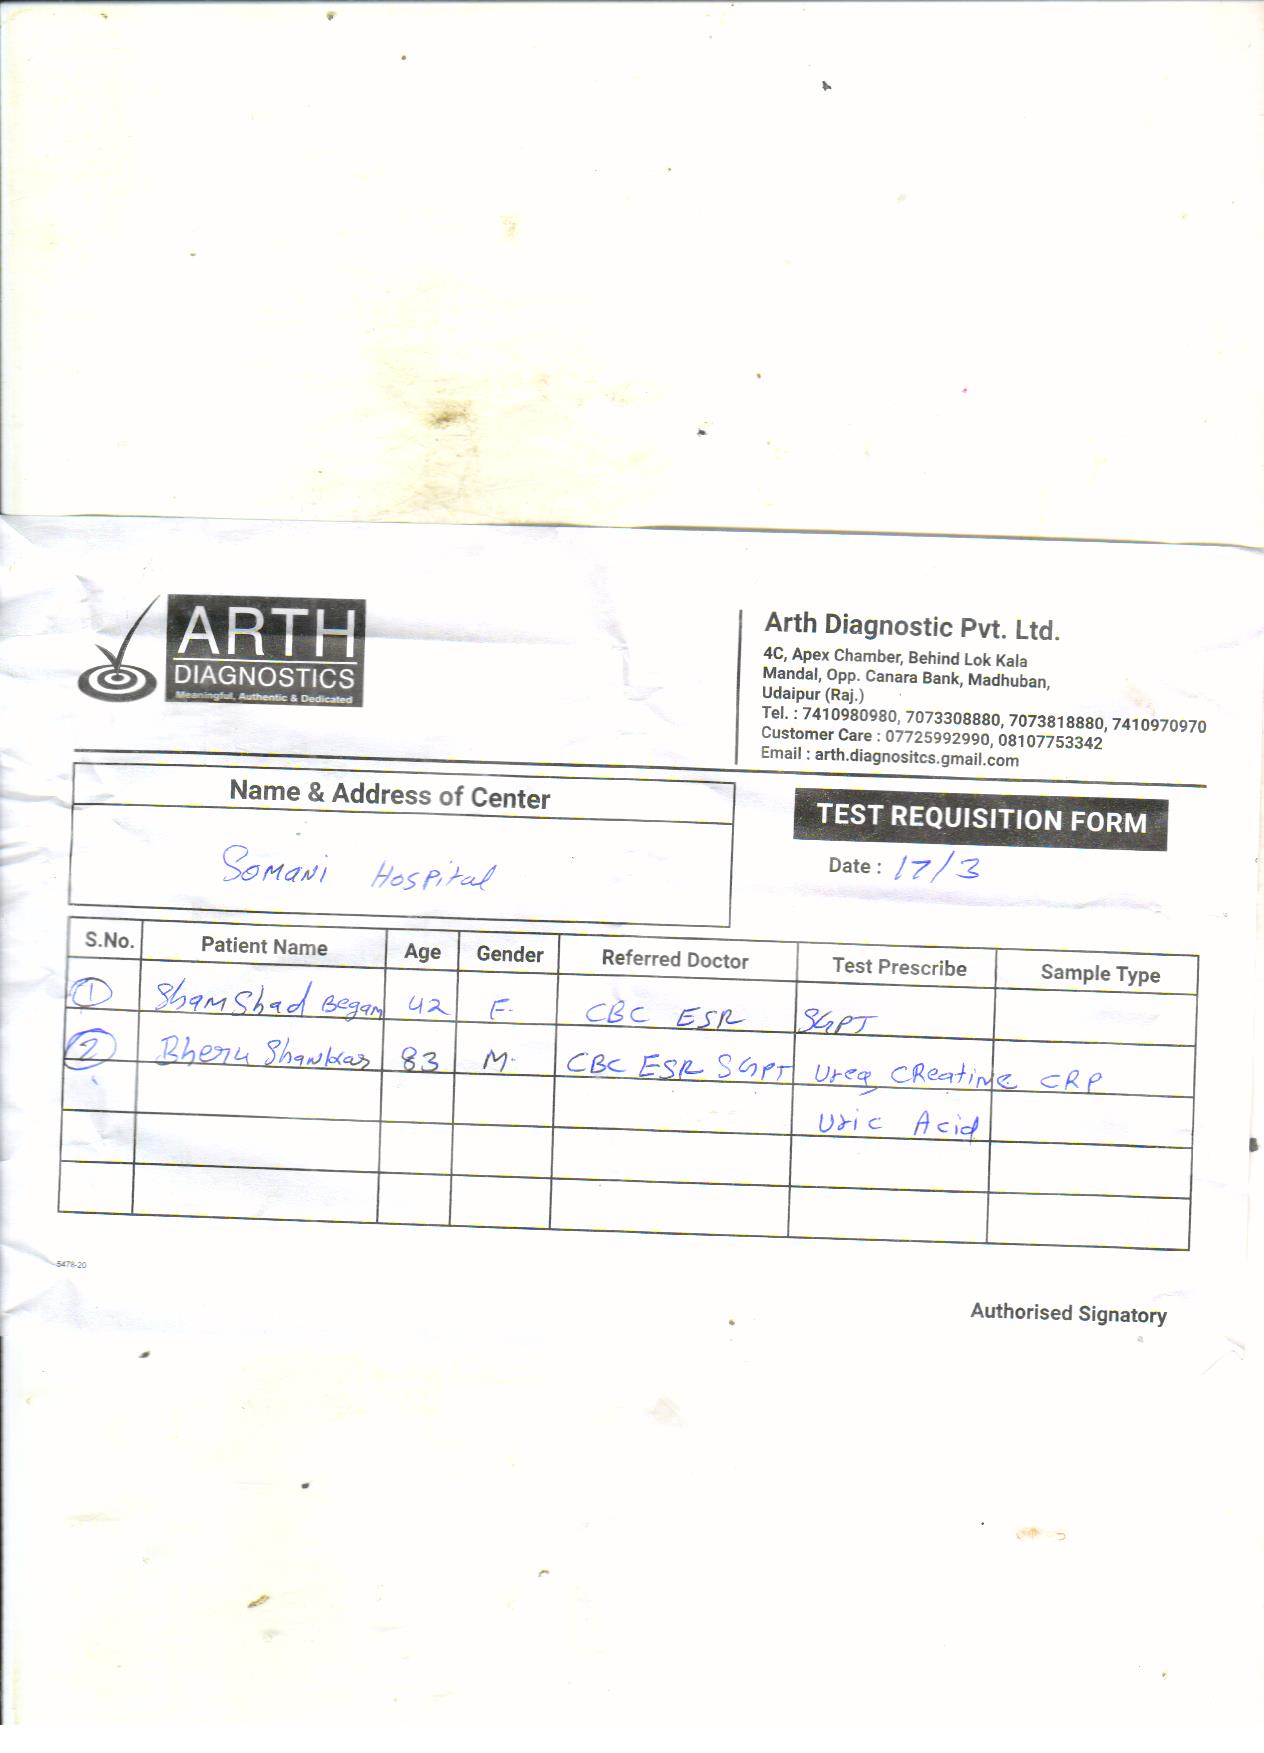 ARTH
DIAGNOSTICS
Meaningful, Authentic & Dedicated
Arth Diagnostic Pvt. Ltd.
4C, Apex Chamber, Behind Lok Kala
Mandal, Opp. Canara Bank, Madhuban,
Udaipur (Raj.)
Tel. : 7410980980, 7073308880, 7073818880, 7410970970
Customer Care : 07725992990, 08107753342
Email : arth.diagnositcs.gmail.com
Name & Address of Center
Somani Hospital
TEST REQUISITION FORM
Date : 17/3
S.No. Patient Name Age Gender Referred Doctor Test Prescribe Sample Type
1 ShamShad Begam 42 F. CBC ESR SGPT
2 Bheru Shankar 83 M. CBC ESR SGPT Urea CReatine CRP
Uric Acid
5478-20
Authorised Signatory